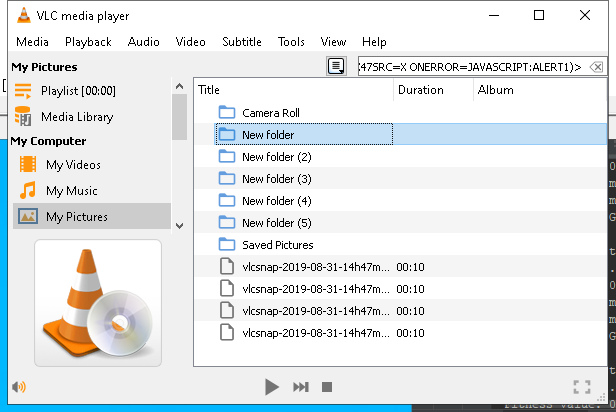 VLC media player
Media Playback Audio Video Subtitle Tools View Help
My Pictures
Playlist [00:00]
Media Library
My Computer
My Videos
My Music
My Pictures
47SRC=X ONERROR=JAVASCRIPT:ALERT1)>
Title Duration Album
Camera Roll
New folder
New folder (2)
New folder (3)
New folder (4)
New folder (5)
Saved Pictures
vlcsnap-2019-08-31-14h47m... 00:10
vlcsnap-2019-08-31-14h47m... 00:10
vlcsnap-2019-08-31-14h47m... 00:10
vlcsnap-2019-08-31-14h47m... 00:10